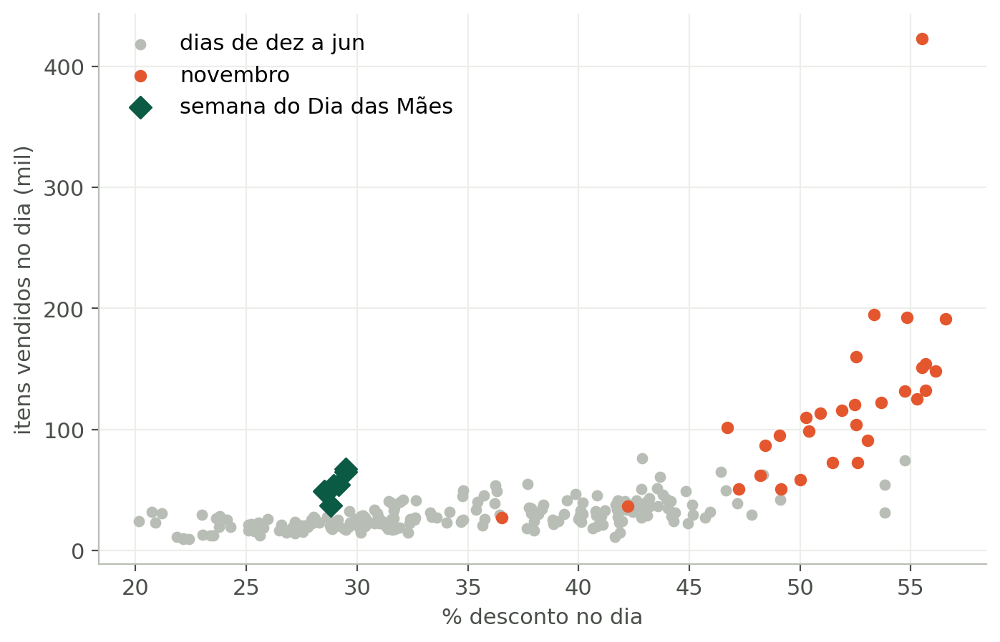 dias de dez a jun
novembro
semana do Dia das Mães
itens vendidos no dia (mil)
400
300
200
100
0
20 25 30 35 40 45 50 55
% desconto no dia